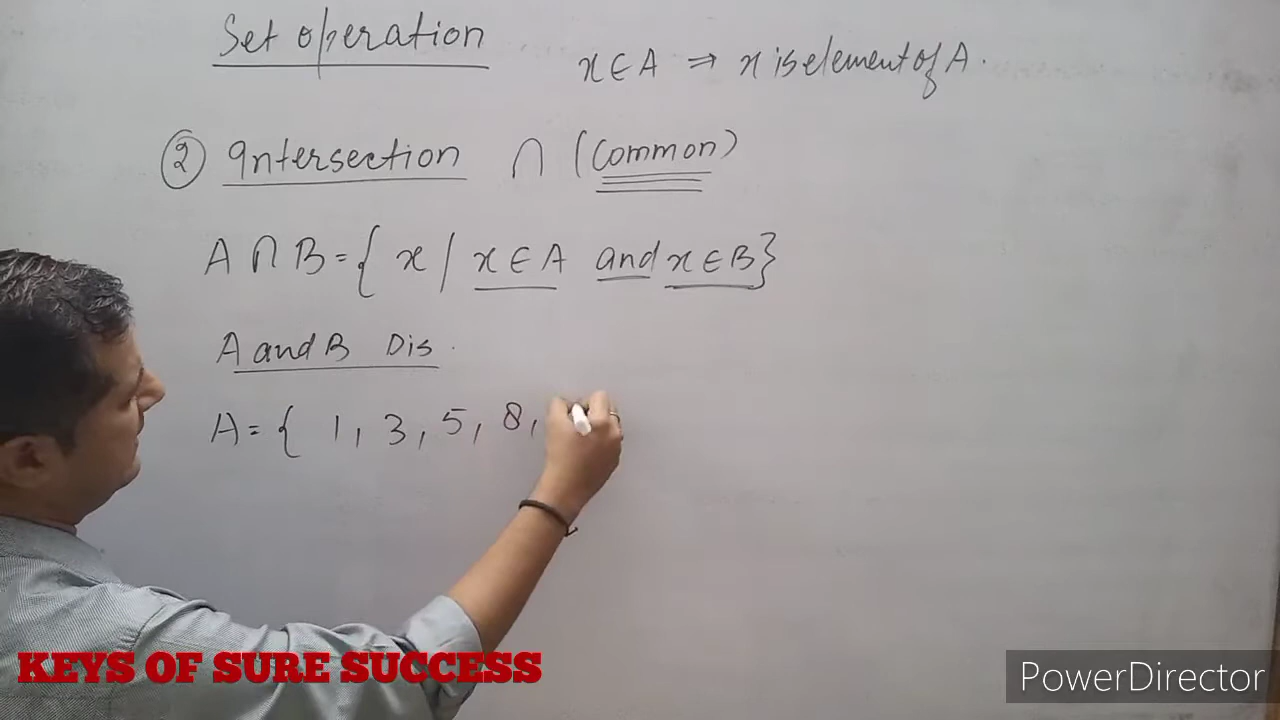 Set operation
x ∈ A ⇒ x is element of A.
② Intersection ∩ (Common)
A ∩ B = { x / x ∈ A and x ∈ B}
A and B Dis.
A = { 1, 3, 5, 8,
KEYS OF SURE SUCCESS
PowerDirector